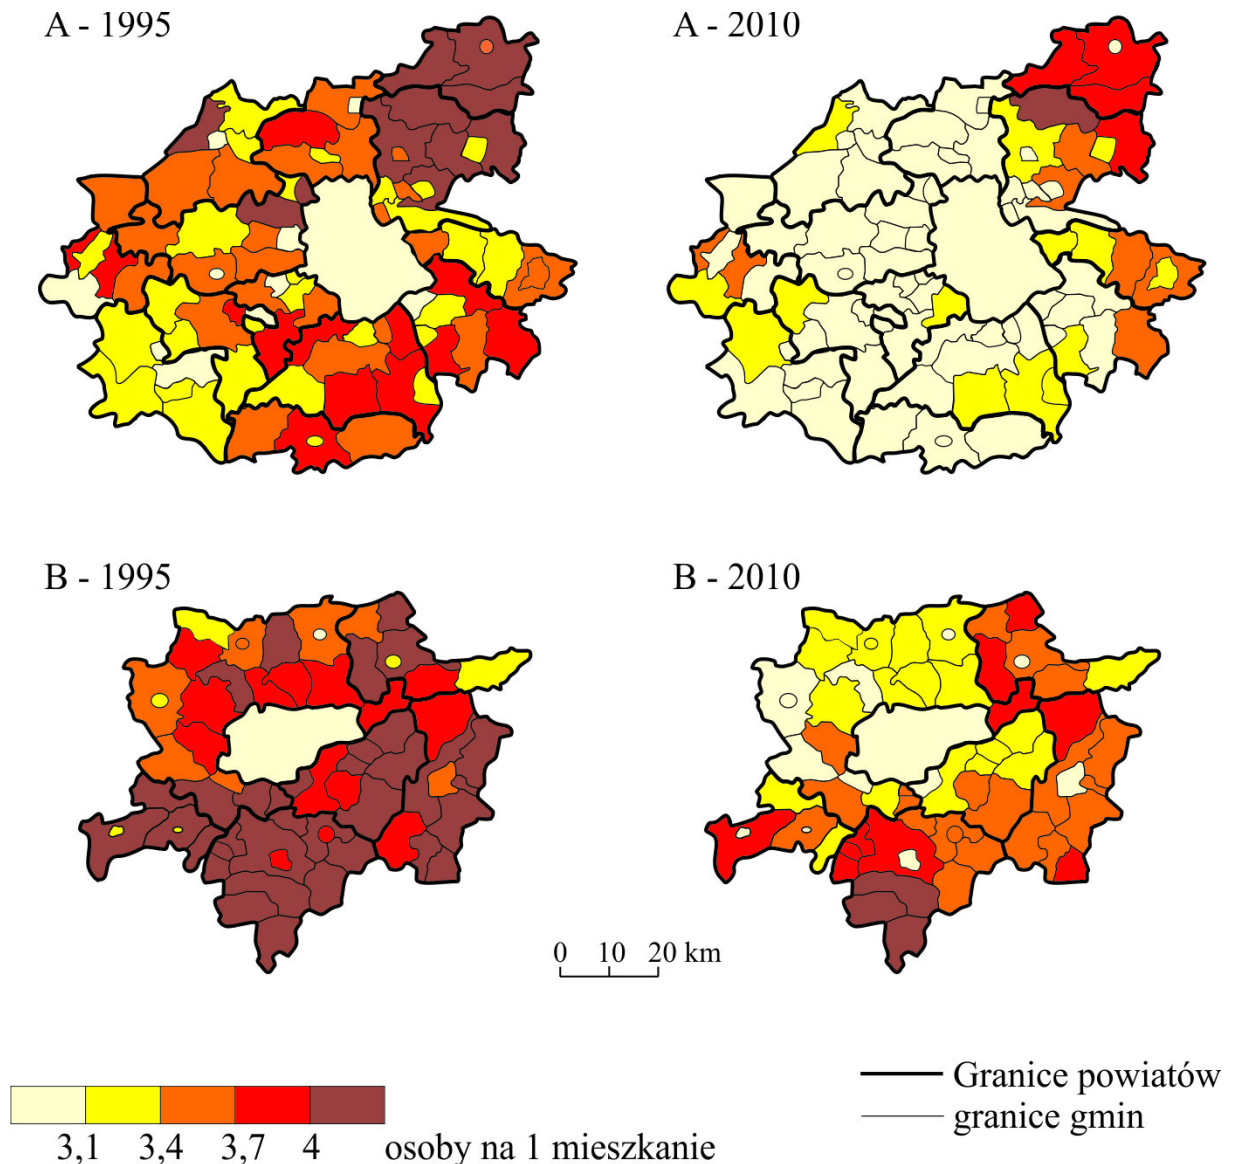 A - 1995
A - 2010
B - 1995
B - 2010
0 10 20 km
Granice powiatów
granice gmin
3,1 3,4 3,7 4 osoby na 1 mieszkanie